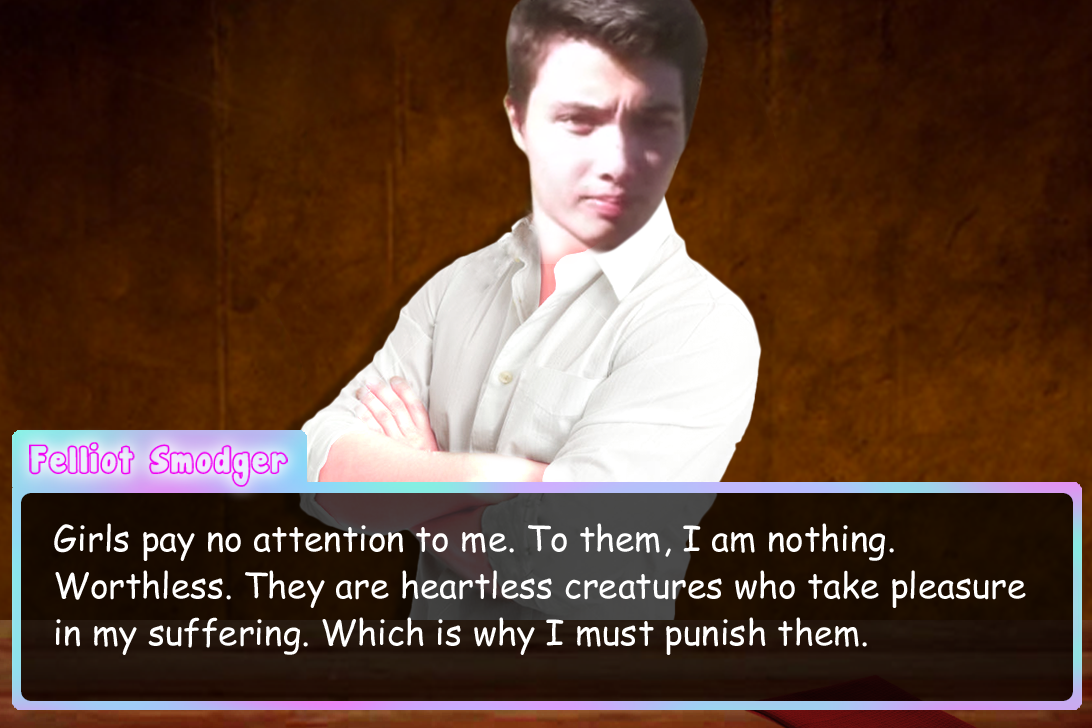 Felliot Smodger
Girls pay no attention to me. To them, I am nothing.
Worthless. They are heartless creatures who take pleasure
in my suffering. Which is why I must punish them.